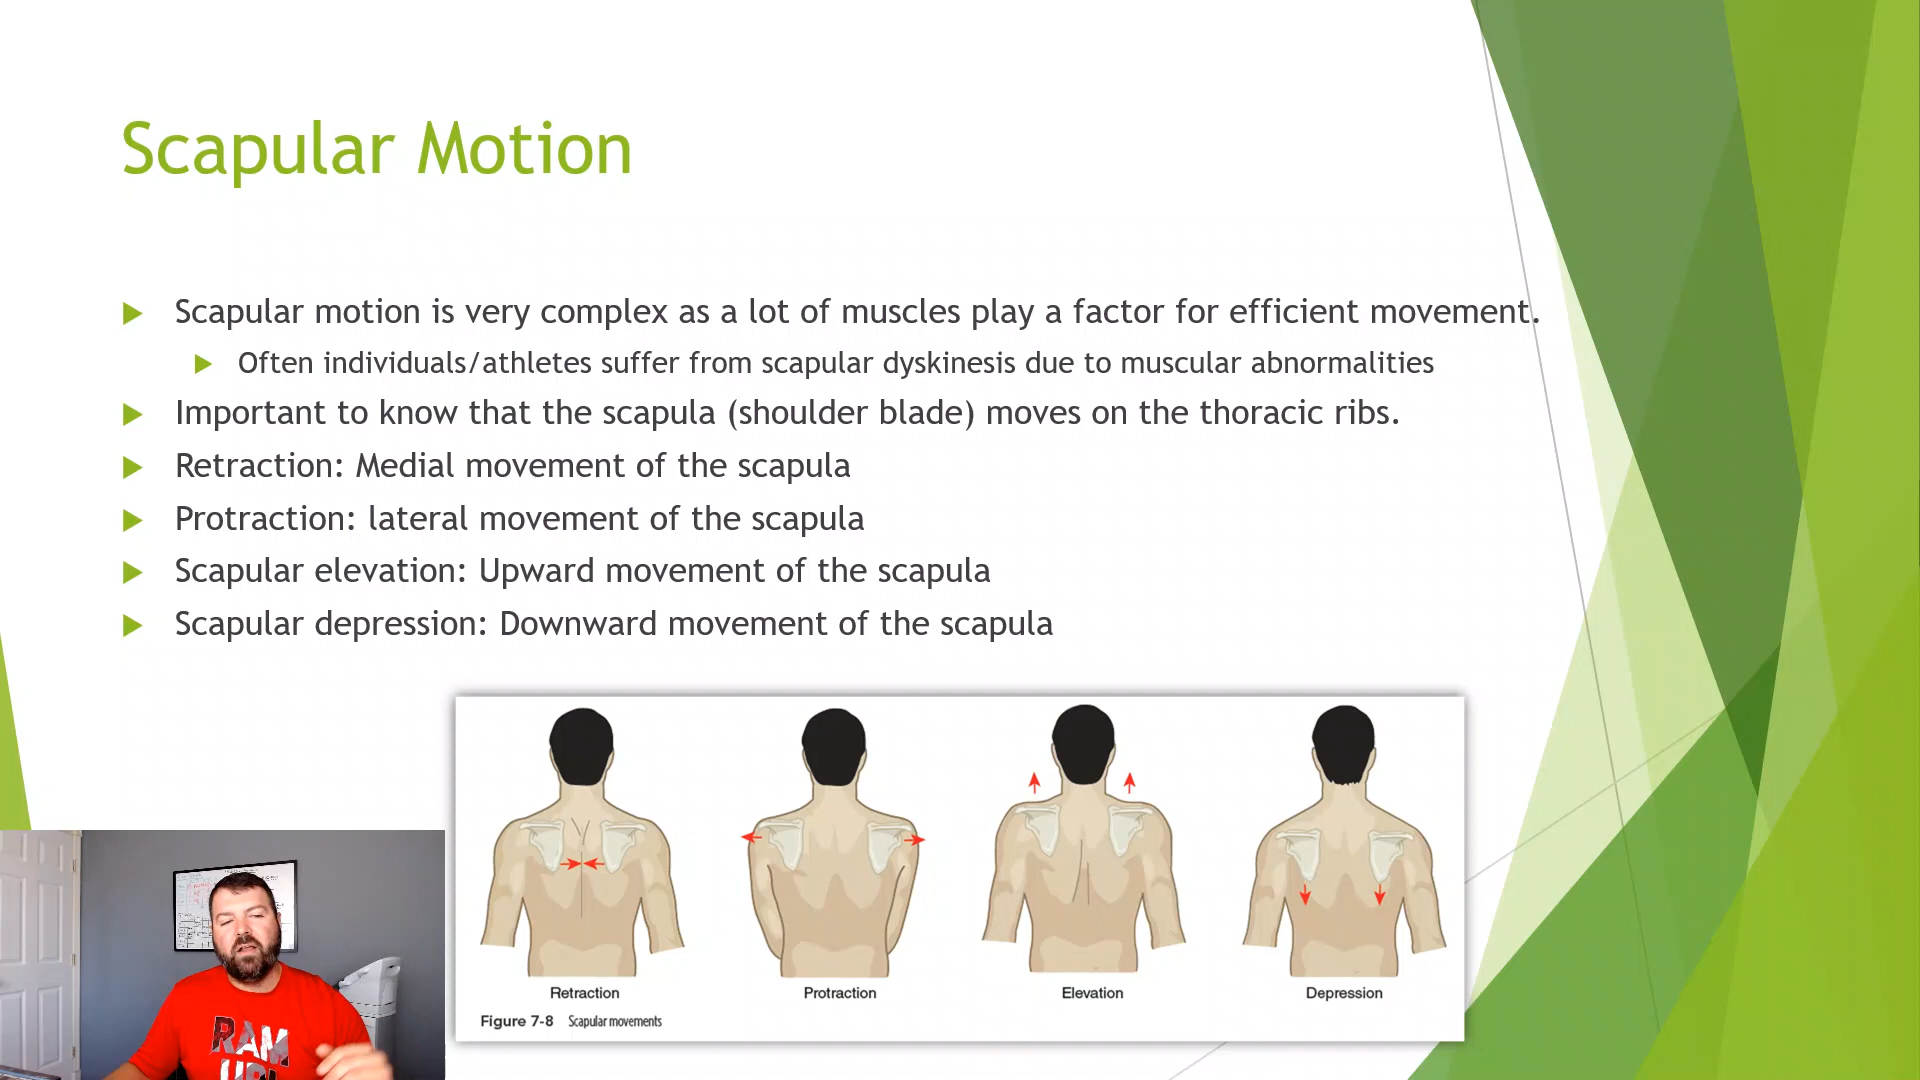 Scapular Motion
Scapular motion is very complex as a lot of muscles play a factor for efficient movement.
Often individuals/athletes suffer from scapular dyskinesis due to muscular abnormalities
Important to know that the scapula (shoulder blade) moves on the thoracic ribs.
Retraction: Medial movement of the scapula
Protraction: lateral movement of the scapula
Scapular elevation: Upward movement of the scapula
Scapular depression: Downward movement of the scapula
Retraction Protraction Elevation Depression
Figure 7-8 Scapular movements
RAM
UP!